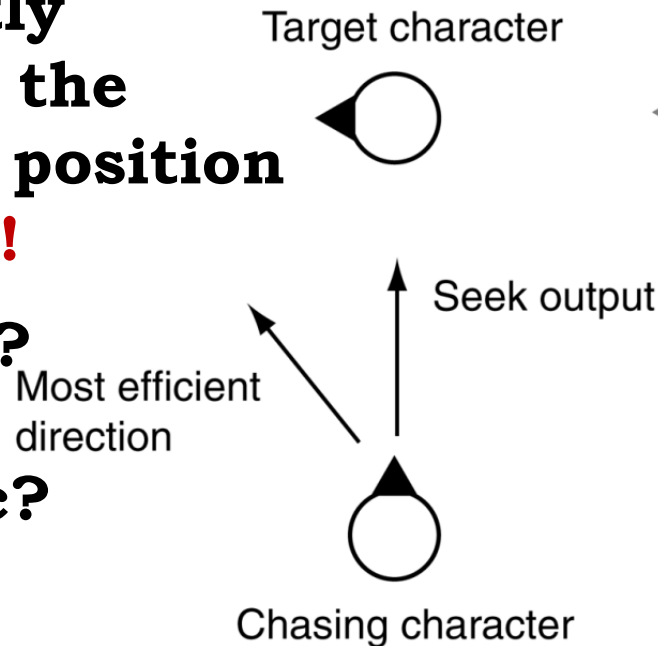 Target character
the
position
!
?
Seek output
Most efficient
direction
?
Chasing character